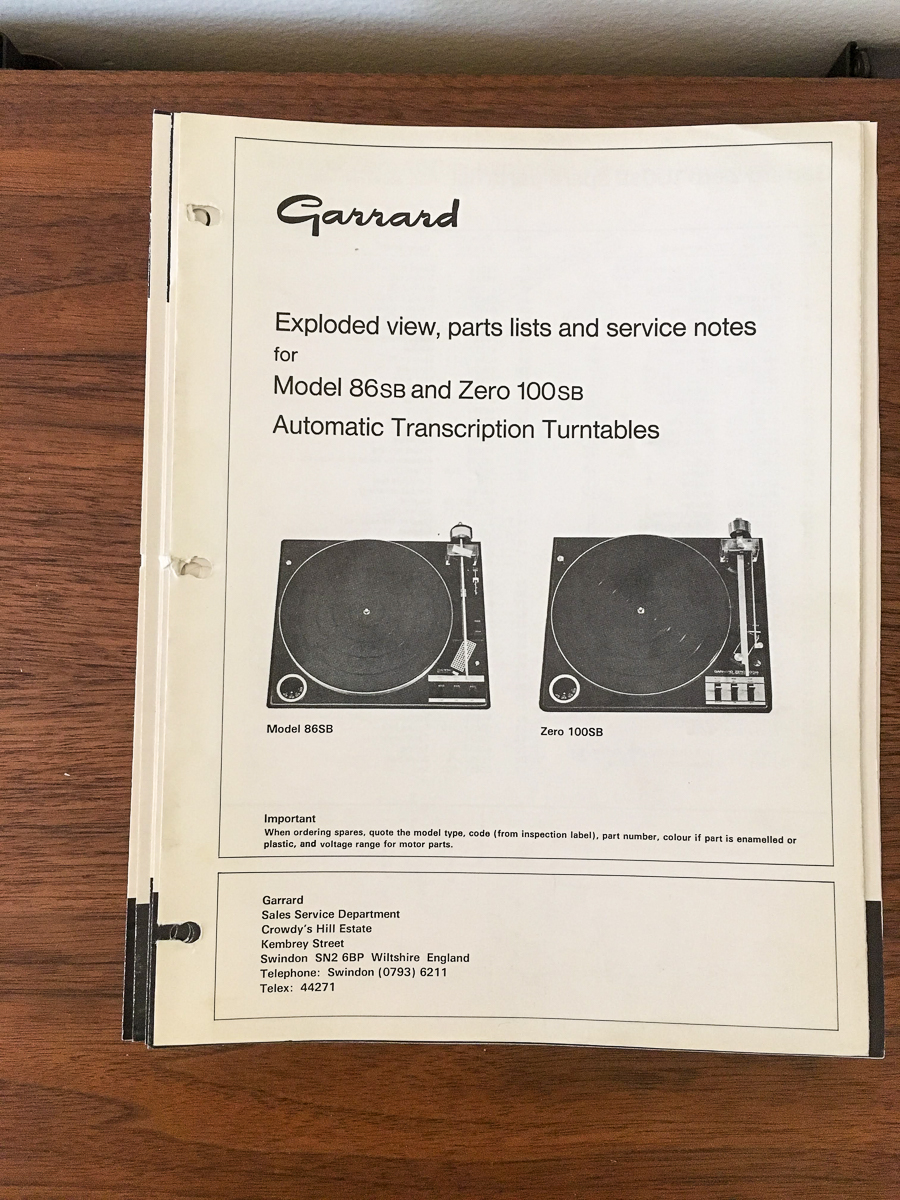 Garrard
Exploded view, parts lists and service notes
for
Model 86SB and Zero 100SB
Automatic Transcription Turntables
Model 86SB
Zero 100SB
Important
When ordering spares, quote the model type, code (from inspection label), part number, colour if part is enamelled or
plastic, and voltage range for motor parts.
Garrard
Sales Service Department
Crowdy's Hill Estate
Kembrey Street
Swindon SN2 6BP Wiltshire England
Telephone: Swindon (0793) 6211
Telex: 44271